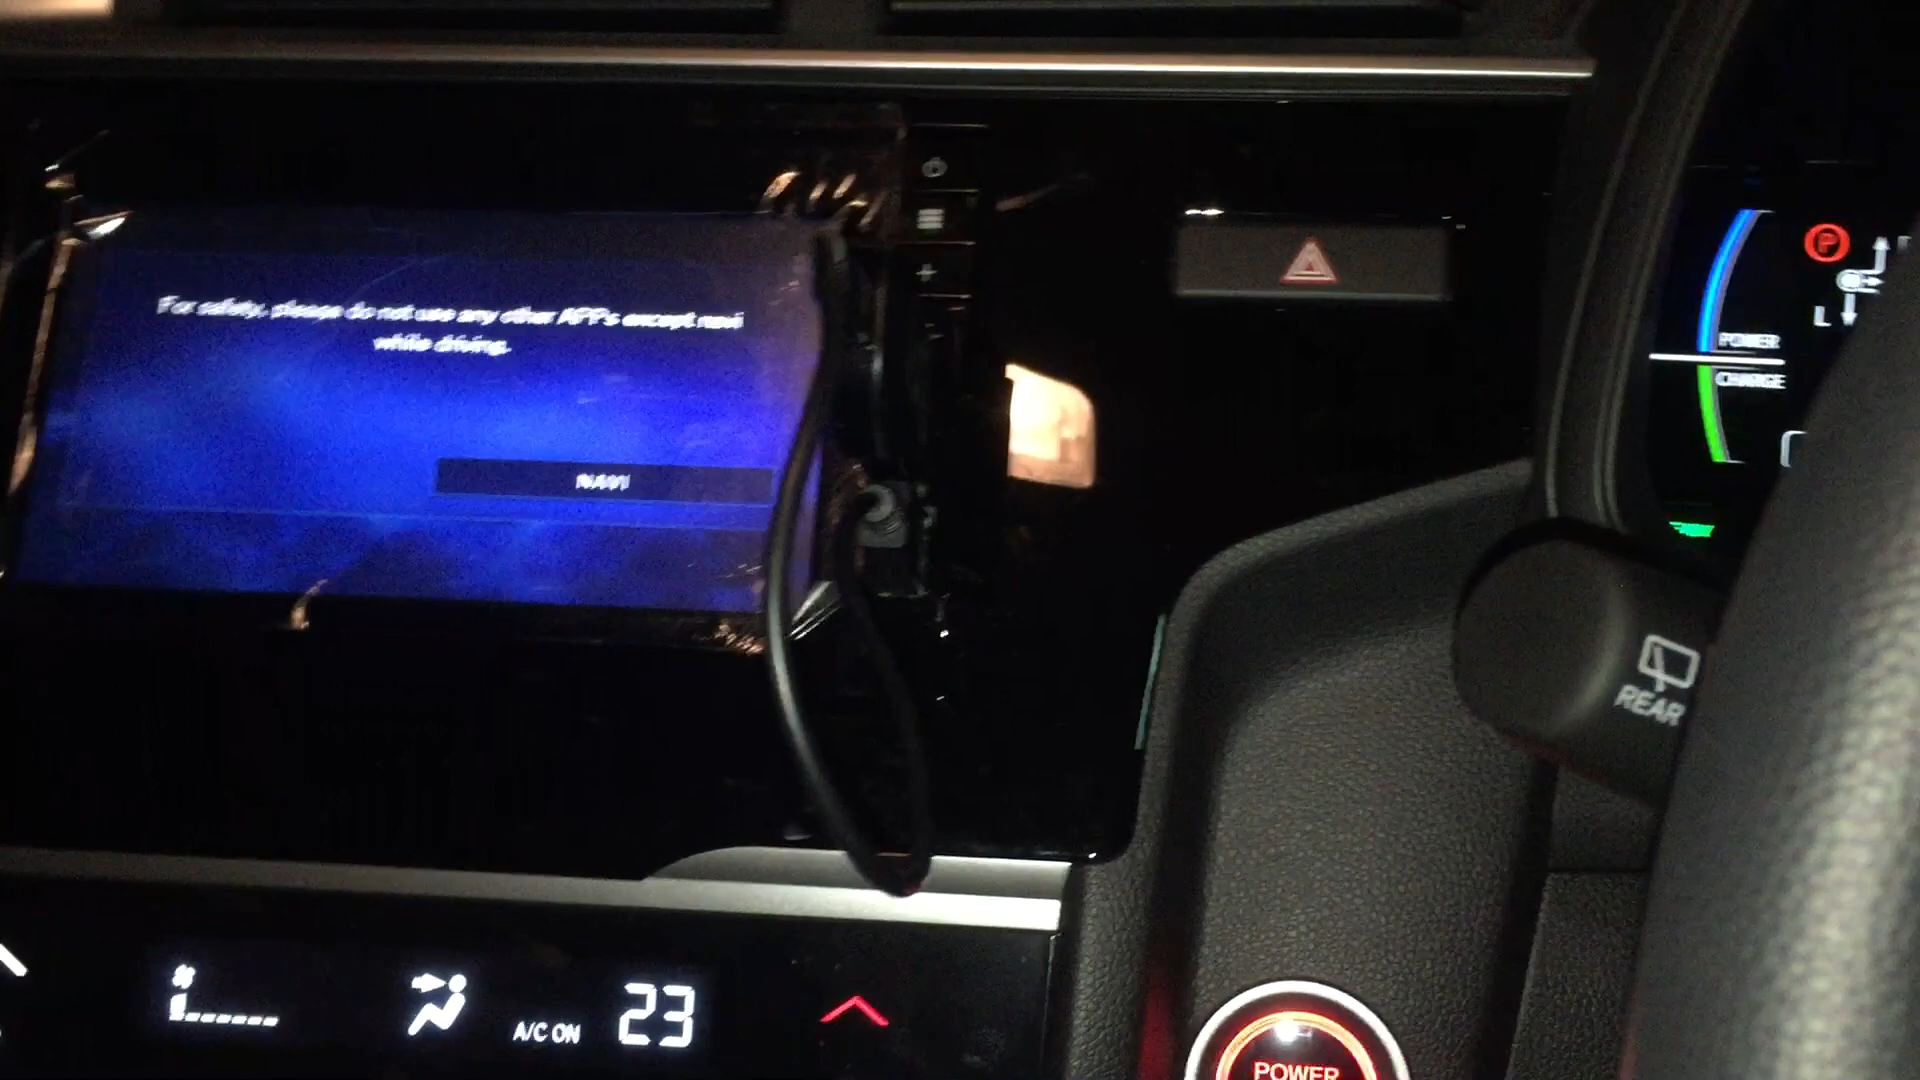 For safety, please do not use any other APPs except navi
while driving.
NAVI
P
L
POWER
CHARGE
REAR
A/C ON
23
POWER